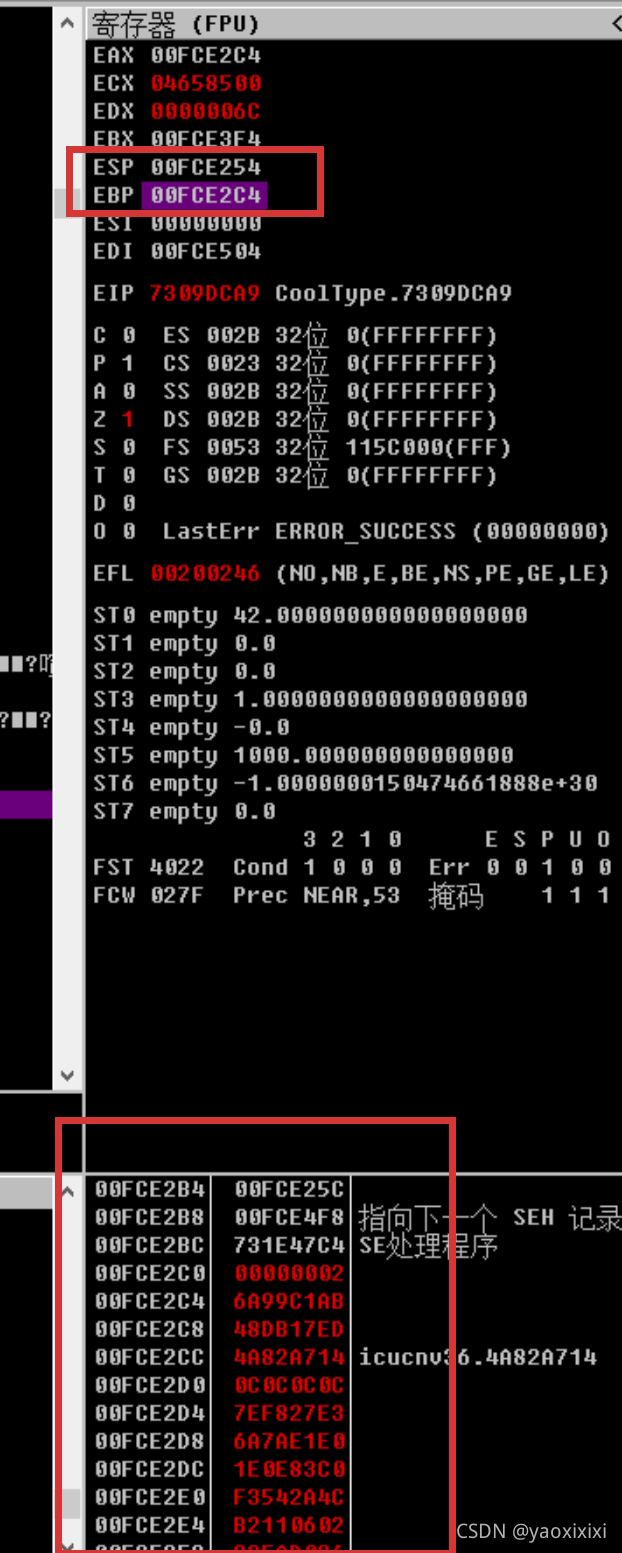 寄存器 (FPU)
EAX 00FCE2C4
ECX 04658500
EDX 0000006C
EBX 00FCE3F4
ESP 00FCE254
EBP 00FCE2C4
ESI 00000000
EDI 00FCE504
EIP 7309DCA9 CoolType.7309DCA9
C 0 ES 002B 32位 0(FFFFFFFF)
P 1 CS 0023 32位 0(FFFFFFFF)
A 0 SS 002B 32位 0(FFFFFFFF)
Z 1 DS 002B 32位 0(FFFFFFFF)
S 0 FS 0053 32位 115C000(FFF)
T 0 GS 002B 32位 0(FFFFFFFF)
D 0
O 0 LastErr ERROR_SUCCESS (00000000)
EFL 00200246 (NO,NB,E,BE,NS,PE,GE,LE)
ST0 empty 42.000000000000000000
ST1 empty 0.0
ST2 empty 0.0
ST3 empty 1.0000000000000000000
ST4 empty -0.0
ST5 empty 1000.0000000000000000
ST6 empty -1.0000000150474661888e+30
ST7 empty 0.0
3 2 1 0 E S P U O
FST 4022 Cond 1 0 0 0 Err 0 0 1 0 0
FCW 027F Prec NEAR,53 掩码 1 1 1
00FCE2B4 00FCE25C
00FCE2B8 00FCE4F8 指向下一个 SEH 记录
00FCE2BC 731E47C4 SE处理程序
00FCE2C0 00000002
00FCE2C4 6A99C1AB
00FCE2C8 48DB17ED
00FCE2CC 4A82A714 icucnv36.4A82A714
00FCE2D0 0C0C0C0C
00FCE2D4 7EF827E3
00FCE2D8 6A7AE1E0
00FCE2DC 1E0E83C0
00FCE2E0 F3542A4C
00FCE2E4 B2110602
CSDN @yaoxixixi